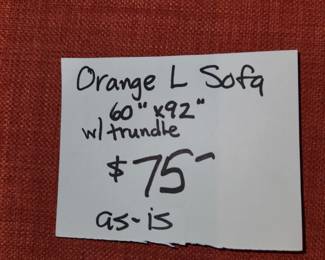 Orange L Sofa
60" x92"
w/ trundle
$75-
as-is